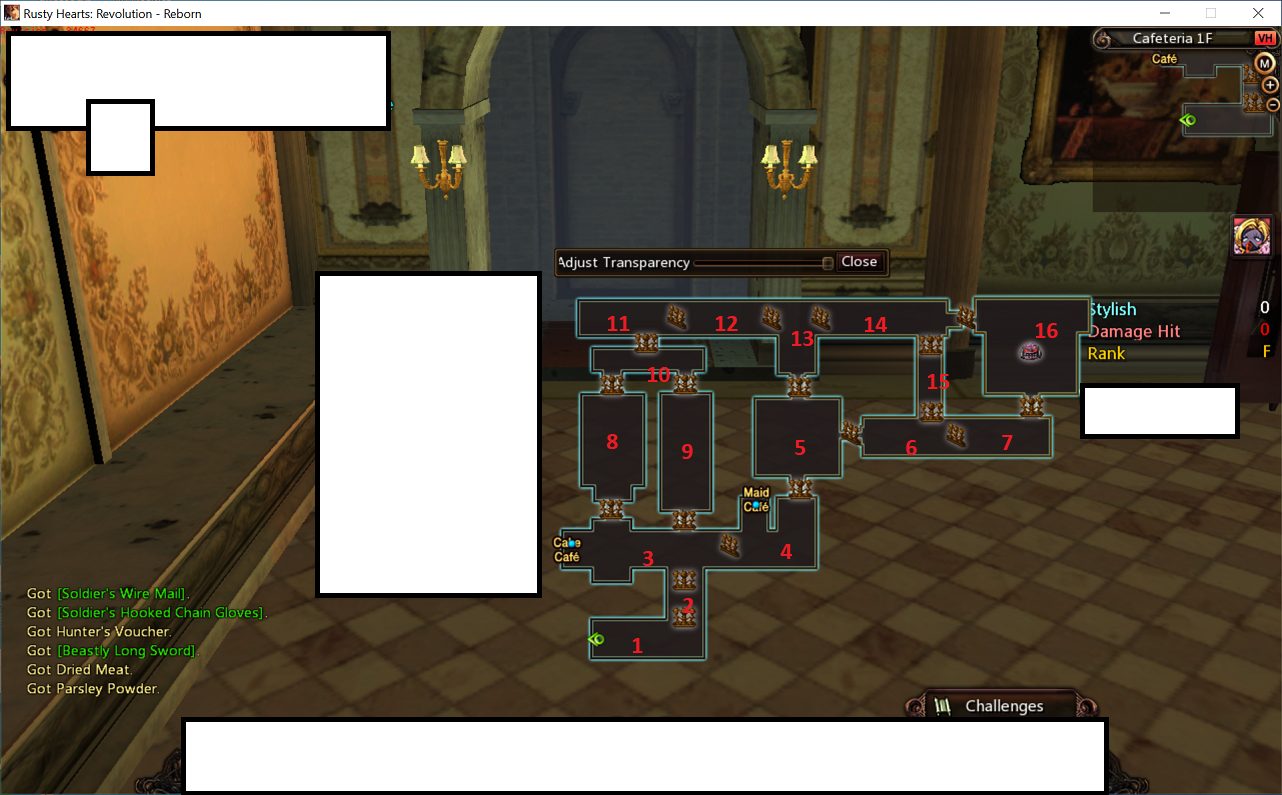 Rusty Hearts: Revolution - Reborn
Cafeteria 1F
VH
Café
M
Adjust Transparency
Close
Stylish 0
Damage Hit 0
Rank F
11
12
13
14
16
10
15
8
9
5
6
7
Maid
Café
Café
3
4
2
1
Got [Soldier's Wire Mail].
Got [Soldier's Hooked Chain Gloves].
Got Hunter's Voucher.
Got [Beastly Long Sword].
Got Dried Meat.
Got Parsley Powder.
Challenges